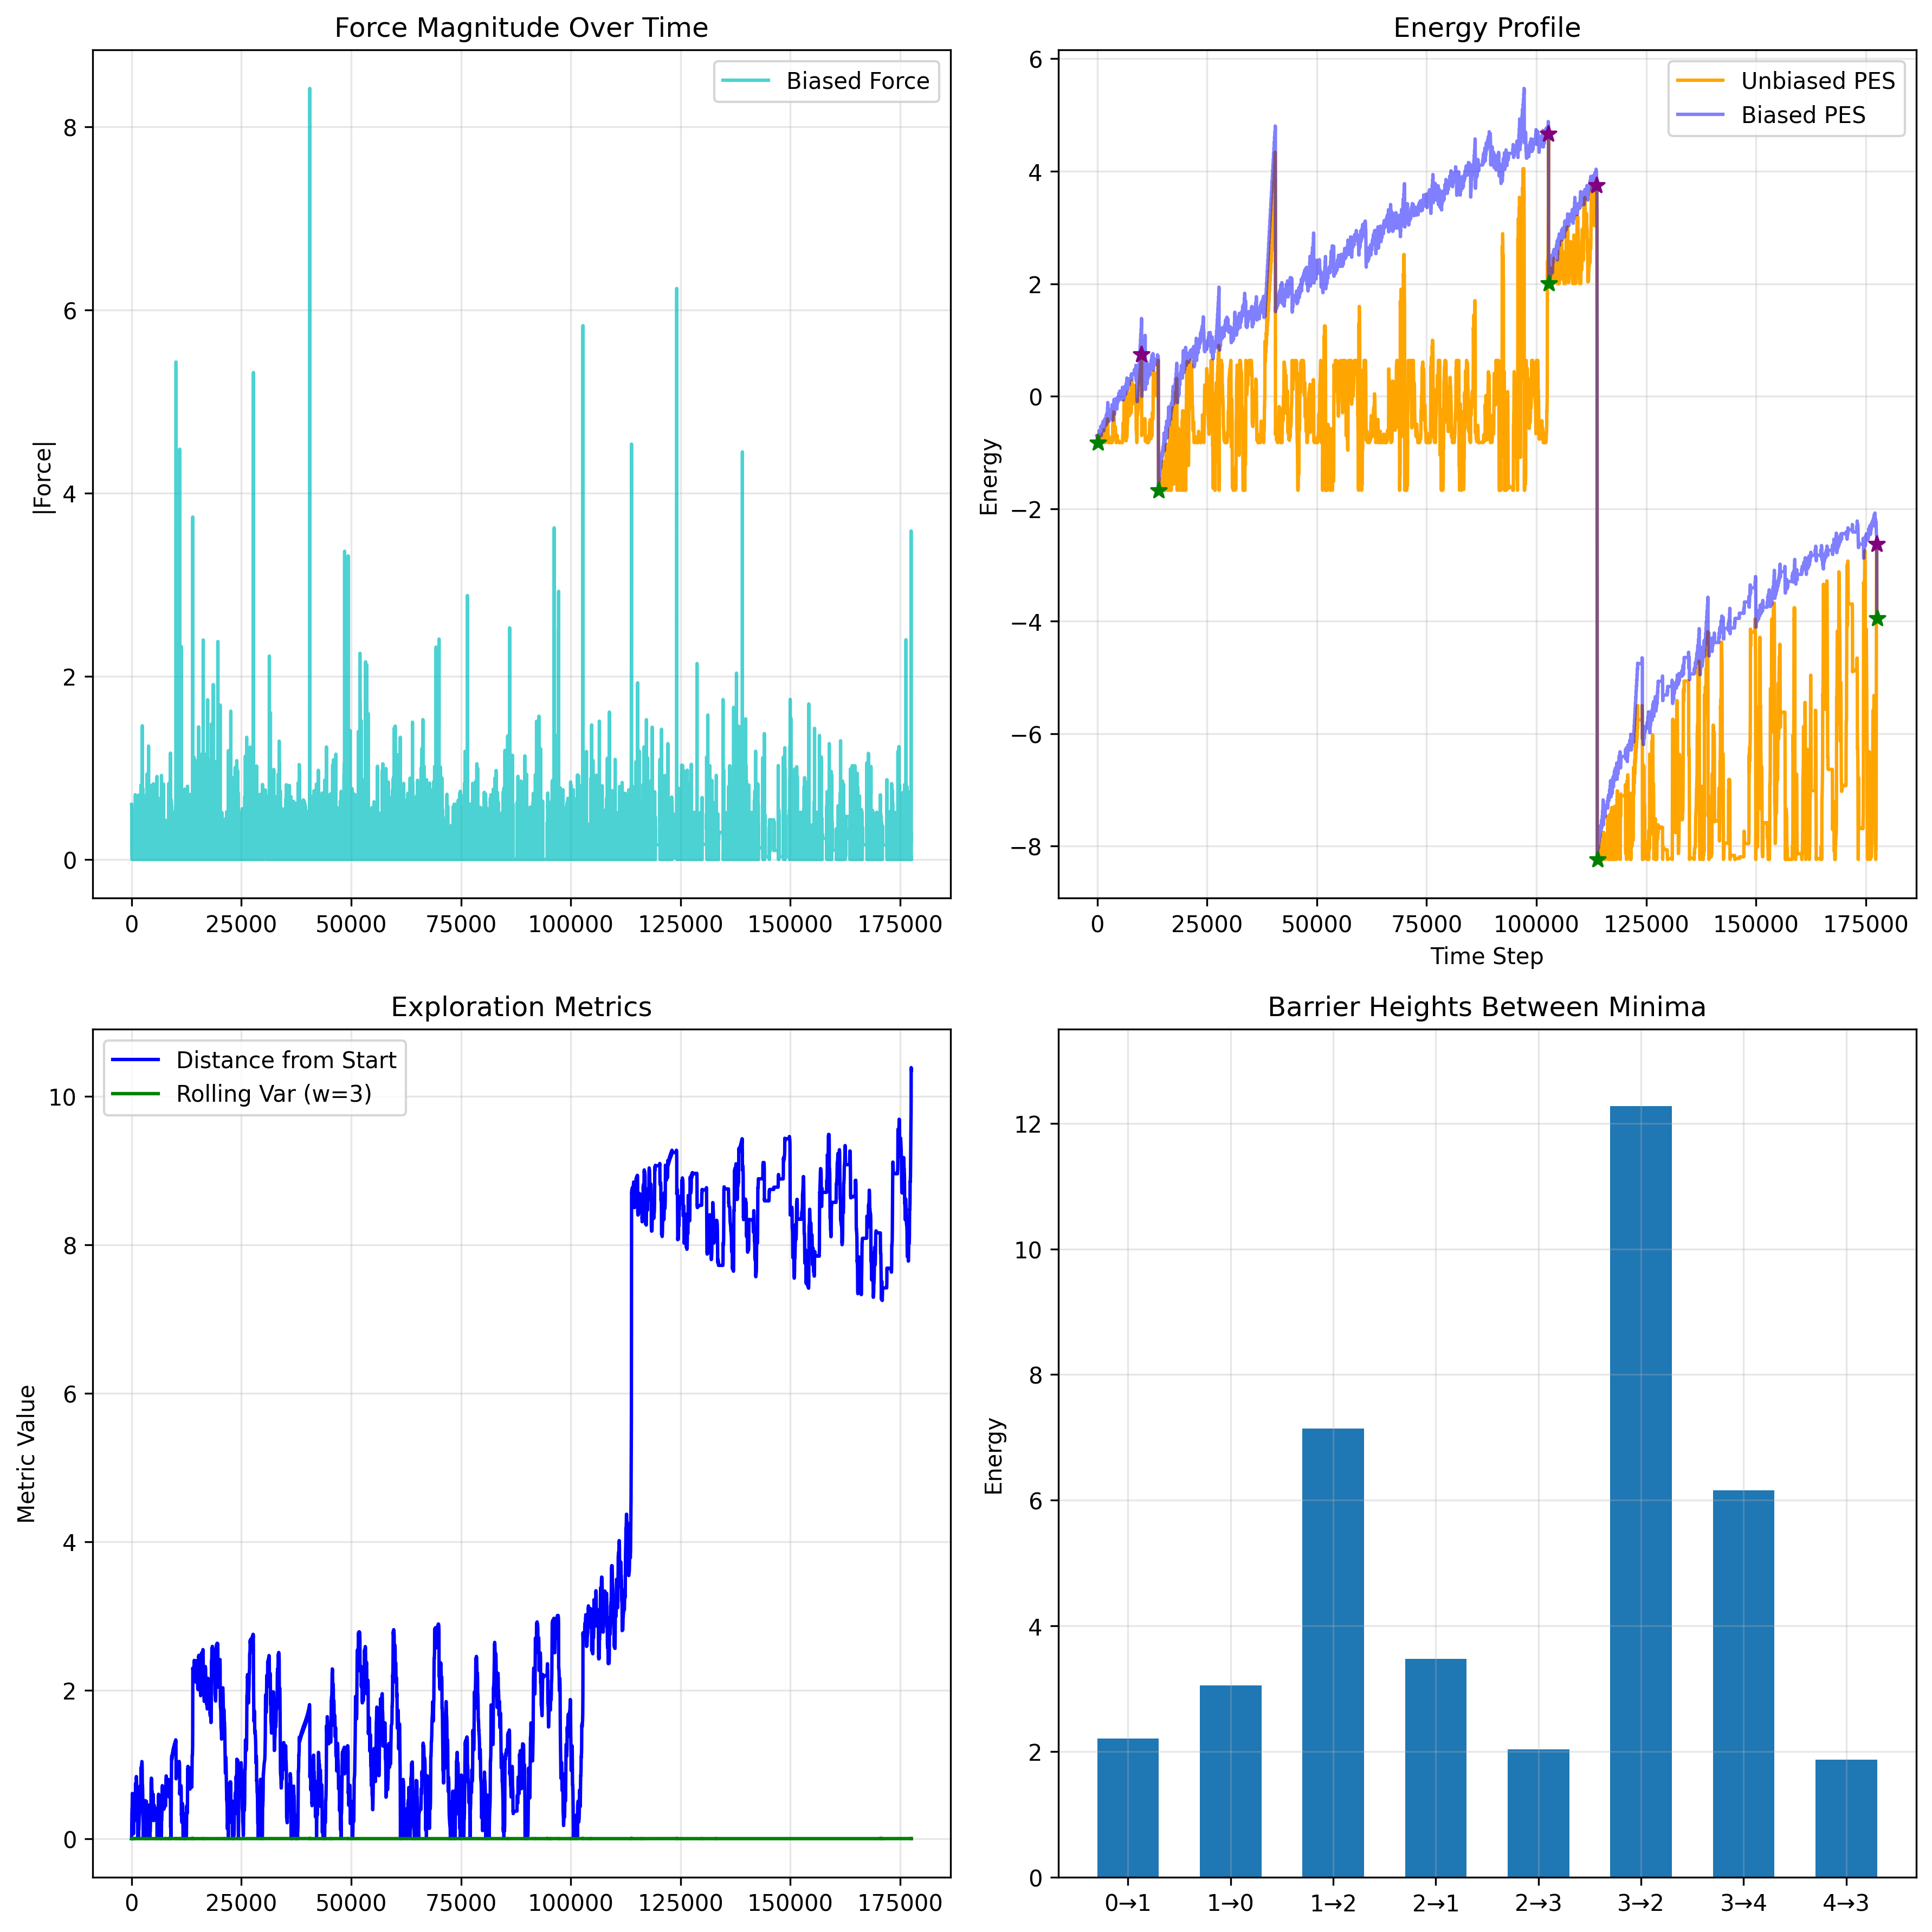 Force Magnitude Over Time
Biased Force
|Force|
8
6
4
2
0
0 25000 50000 75000 100000 125000 150000 175000
Energy Profile
Unbiased PES
Biased PES
Energy
6
4
2
0
−2
−4
−6
−8
0 25000 50000 75000 100000 125000 150000 175000
Time Step
Exploration Metrics
Distance from Start
Rolling Var (w=3)
Metric Value
10
8
6
4
2
0
0 25000 50000 75000 100000 125000 150000 175000
Barrier Heights Between Minima
Energy
12
10
8
6
4
2
0
0→1 1→0 1→2 2→1 2→3 3→2 3→4 4→3